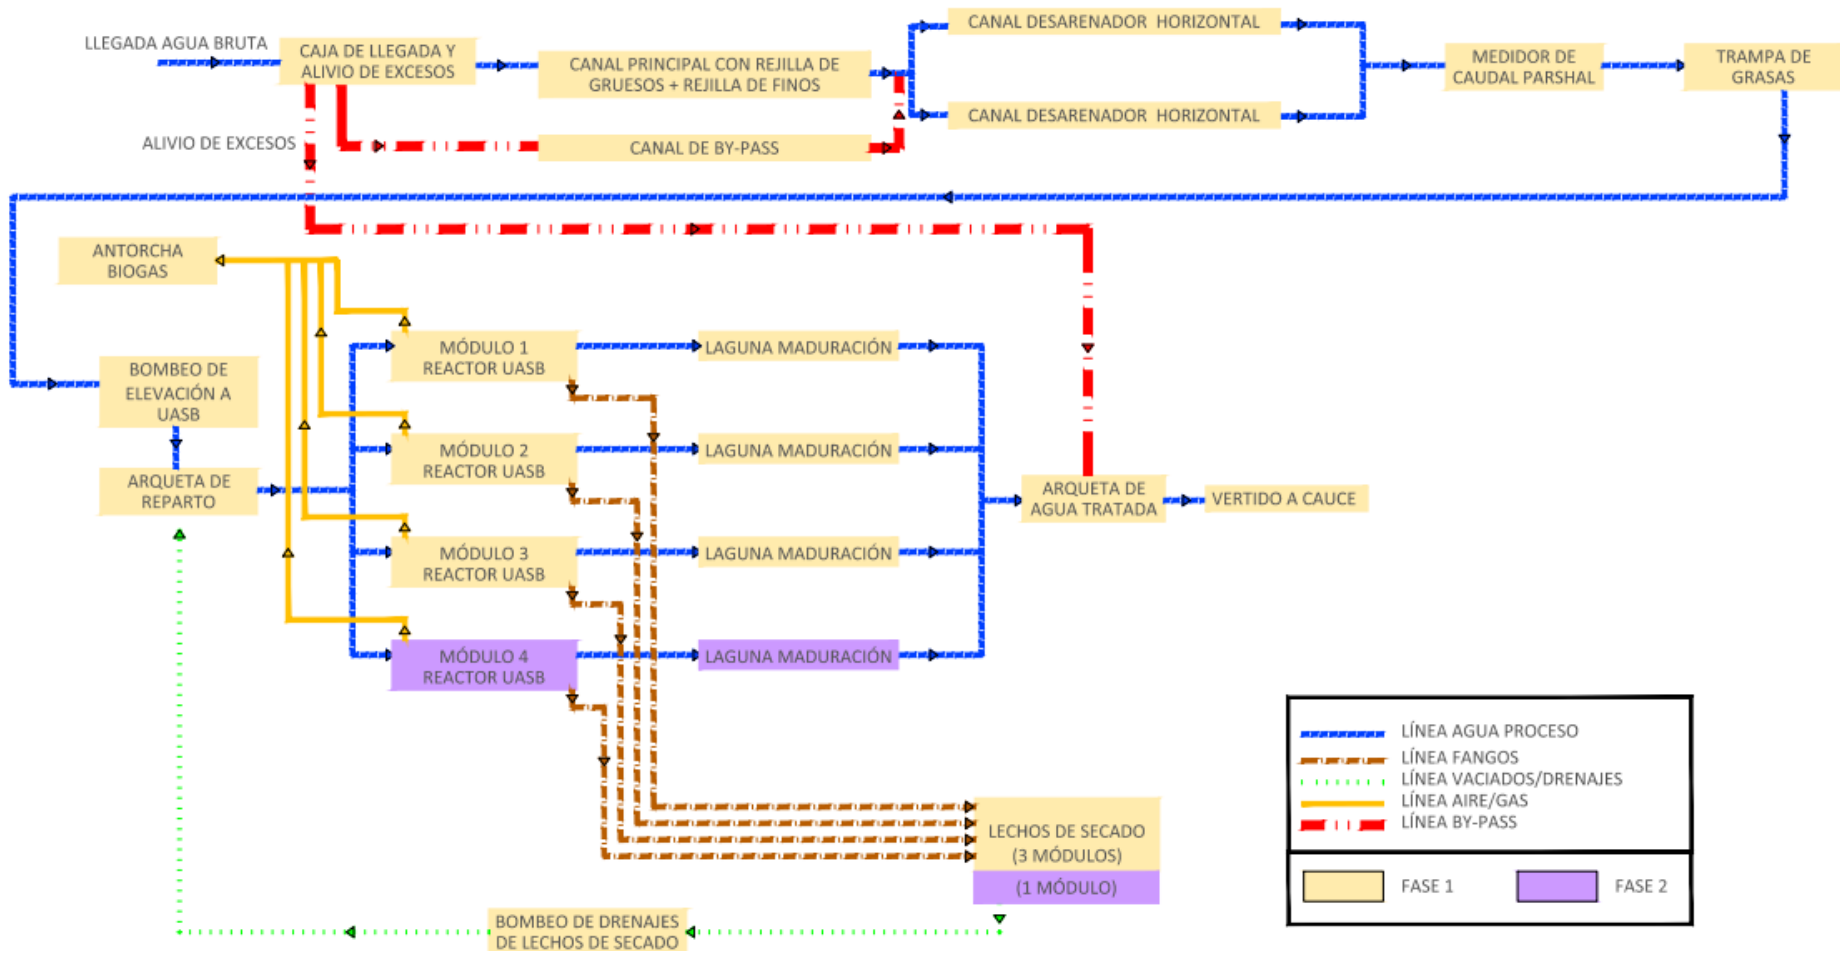 LLEGADA AGUA BRUTA
CAJA DE LLEGADA Y
ALIVIO DE EXCESOS
CANAL PRINCIPAL CON REJILLA DE
GRUESOS + REJILLA DE FINOS
CANAL DESARENADOR HORIZONTAL
CANAL DESARENADOR HORIZONTAL
MEDIDOR DE
CAUDAL PARSHAL
TRAMPA DE
GRASAS
ALIVIO DE EXCESOS
CANAL DE BY-PASS
ANTORCHA
BIOGAS
BOMBEO DE
ELEVACIÓN A
UASB
ARQUETA DE
REPARTO
MÓDULO 1
REACTOR UASB
LAGUNA MADURACIÓN
MÓDULO 2
REACTOR UASB
LAGUNA MADURACIÓN
MÓDULO 3
REACTOR UASB
LAGUNA MADURACIÓN
MÓDULO 4
REACTOR UASB
LAGUNA MADURACIÓN
ARQUETA DE
AGUA TRATADA
VERTIDO A CAUCE
LECHOS DE SECADO
(3 MÓDULOS)
(1 MÓDULO)
BOMBEO DE DRENAJES
DE LECHOS DE SECADO
LÍNEA AGUA PROCESO
LÍNEA FANGOS
LÍNEA VACIADOS/DRENAJES
LÍNEA AIRE/GAS
LÍNEA BY-PASS
FASE 1
FASE 2